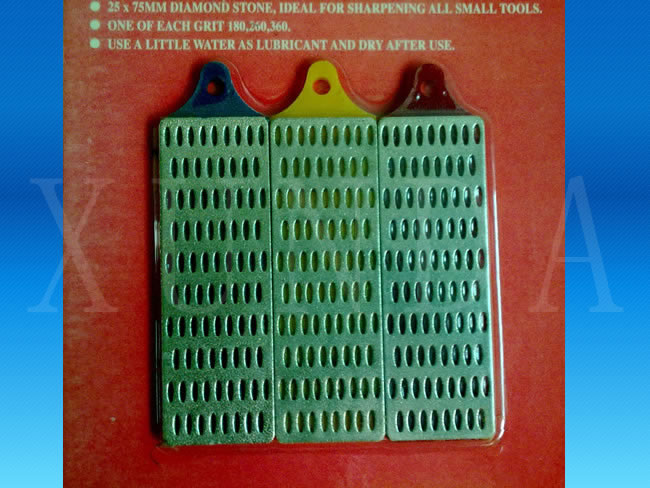 25 x 75MM DIAMOND STONE, IDEAL FOR SHARPENING ALL SMALL TOOLS.
ONE OF EACH GRIT 180,260,360.
USE A LITTLE WATER AS LUBRICANT AND DRY AFTER USE.